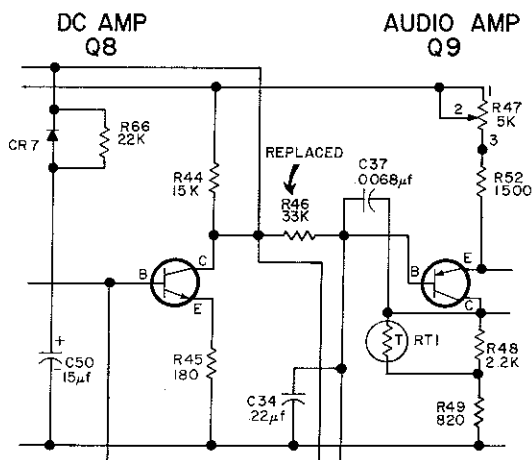 DC AMP
Q8
AUDIO AMP
Q9
CR7
R66
22K
R44
15K
REPLACED
R46
33K
C37
.0068µf
1
2
R47
5K
3
R52
1500
B
C
E
B
E
C
+
C50
15µf
R45
180
C34
.22µf
T
RT1
R48
2.2K
R49
820